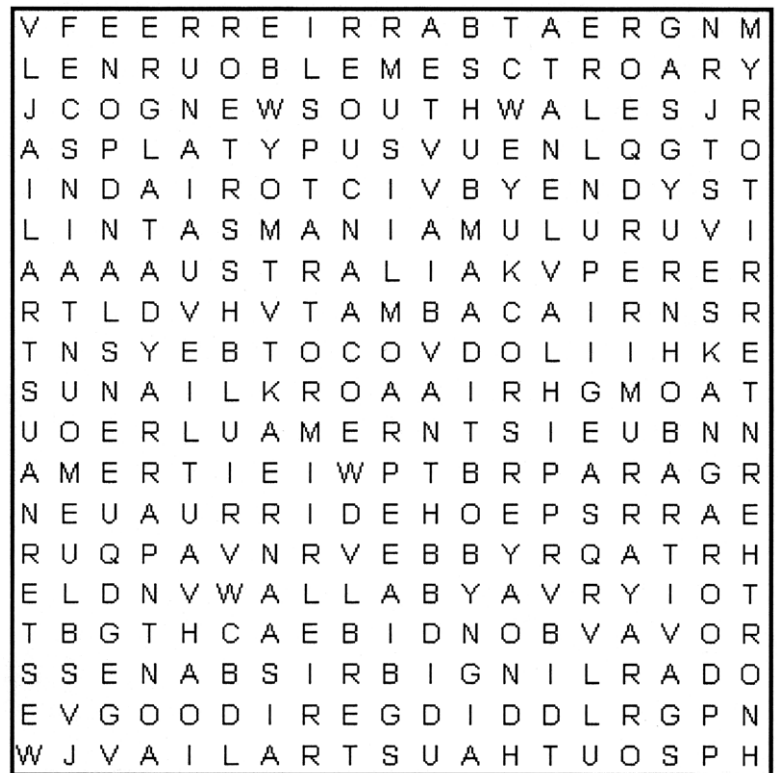 V F E E R R E I R R A B T A E R G N M
L E N R U O B L E M E S C T R O A R Y
J C O G N E W S O U T H W A L E S J R
A S P L A T Y P U S V U E N L Q G T O
I N D A I R O T C I V B Y E N D Y S T
L I N T A S M A N I A M U L U R U V I
A A A A U S T R A L I A K V P E R E R
R T L D V H V T A M B A C A I R N S R
T N S Y E B T O C O V D O L I I H K E
S U N A I L K R O A A I R H G M O A T
U O E R L U A M E R N T S I E U B N N
A M E R T I E I W P T B R P A R A G R
N E U A U R R I D E H O E P S R R A E
R U Q P A V N R V E B B Y R Q A T R H
E L D N V W A L L A B Y A V R Y I O T
T B G T H C A E B I D N O B V A V O R
S S E N A B S I R B I G N I L R A D O
E V G O O D I R E G D I D D L R G P N
W J V A I L A R T S U A H T U O S P H